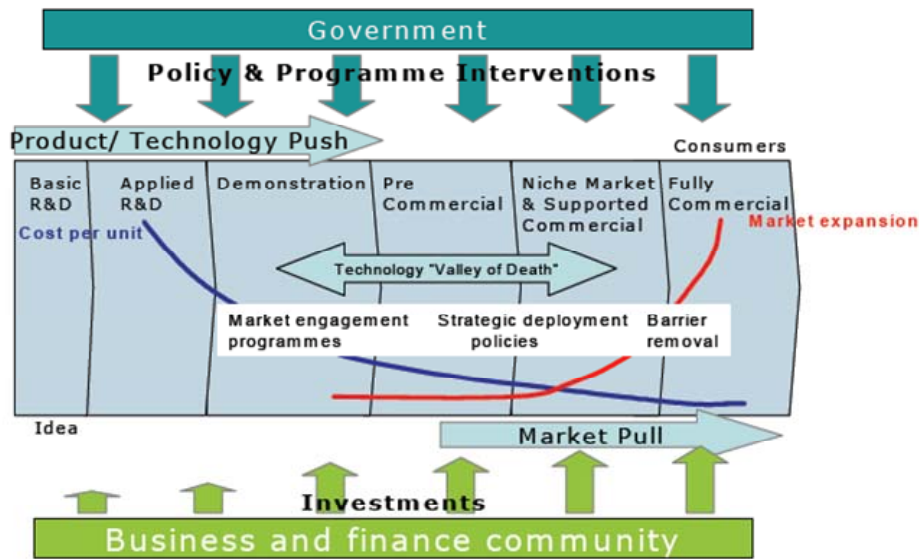 Government
Policy & Programme Interventions
Product/ Technology Push
Consumers
Basic
R&D
Applied
R&D
Demonstration
Pre
Commercial
Niche Market
& Supported
Commercial
Fully
Commercial
Cost per unit
Market expansion
Technology "Valley of Death"
Market engagement
programmes
Strategic deployment
policies
Barrier
removal
Idea
Market Pull
Investments
Business and finance community